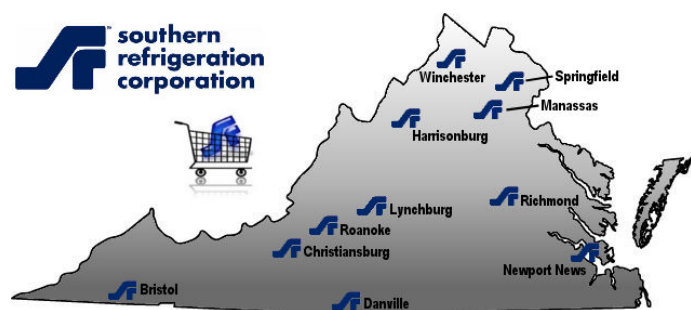 southern
refrigeration
corporation
Winchester
Springfield
Manassas
Harrisonburg
Lynchburg
Richmond
Roanoke
Christiansburg
Newport News
Bristol
Danville